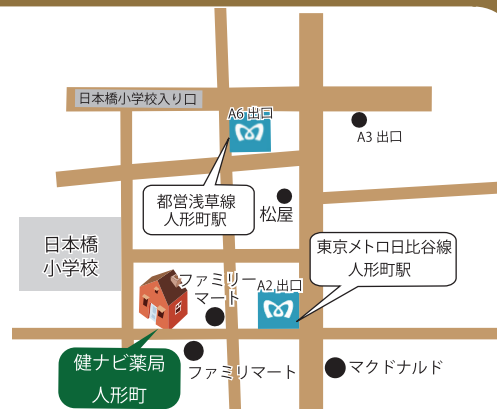 日本橋小学校入り口
A6 出口
A3 出口
都営浅草線
人形町駅
松屋
日本橋
小学校
東京メトロ日比谷線
人形町駅
ファミリー
マート
A2 出口
健ナビ薬局
人形町
ファミリマート
マクドナルド